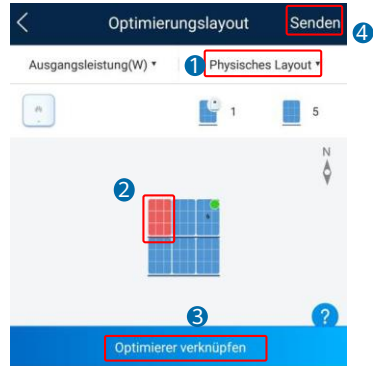 Optimierungslayout Senden
4
Ausgangsleistung(W) 1 Physisches Layout
1 5
N
2
3
?
Optimierer verknüpfen